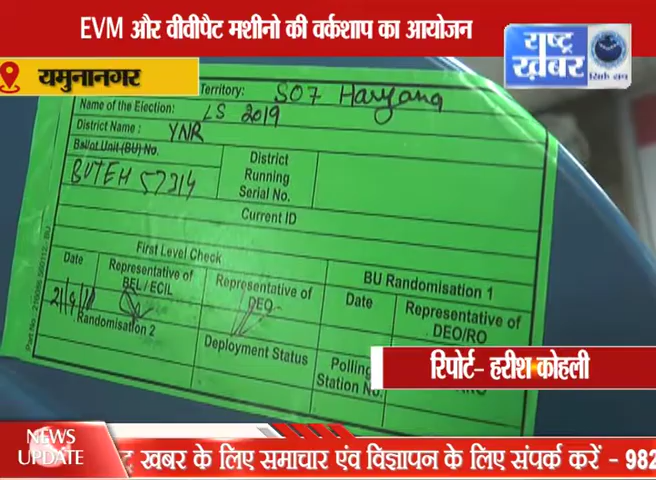 EVM और वीवीपैट मशीनो की वर्कशाप का आयोजन
राष्ट्र
ख़बर
सिर्फ सच
यमुनानगर
Territory: S07 Haryana
Name of the Election: LS 2019
District Name : YNR
Ballot Unit (BU) No.
BUTEH 57314
District
Running
Serial No.
Current ID
First Level Check
BU Randomisation 1
Date
Representative of
BEL / ECIL
Representative of
DEO
Date
Representative of
DEO/RO
Randomisation 2
Deployment Status
Polling
Station No.
रिपोर्ट- हरीश कोहली
NEWS
UPDATE
खबर के लिए समाचार एंव विज्ञापन के लिए संपर्क करें - 982